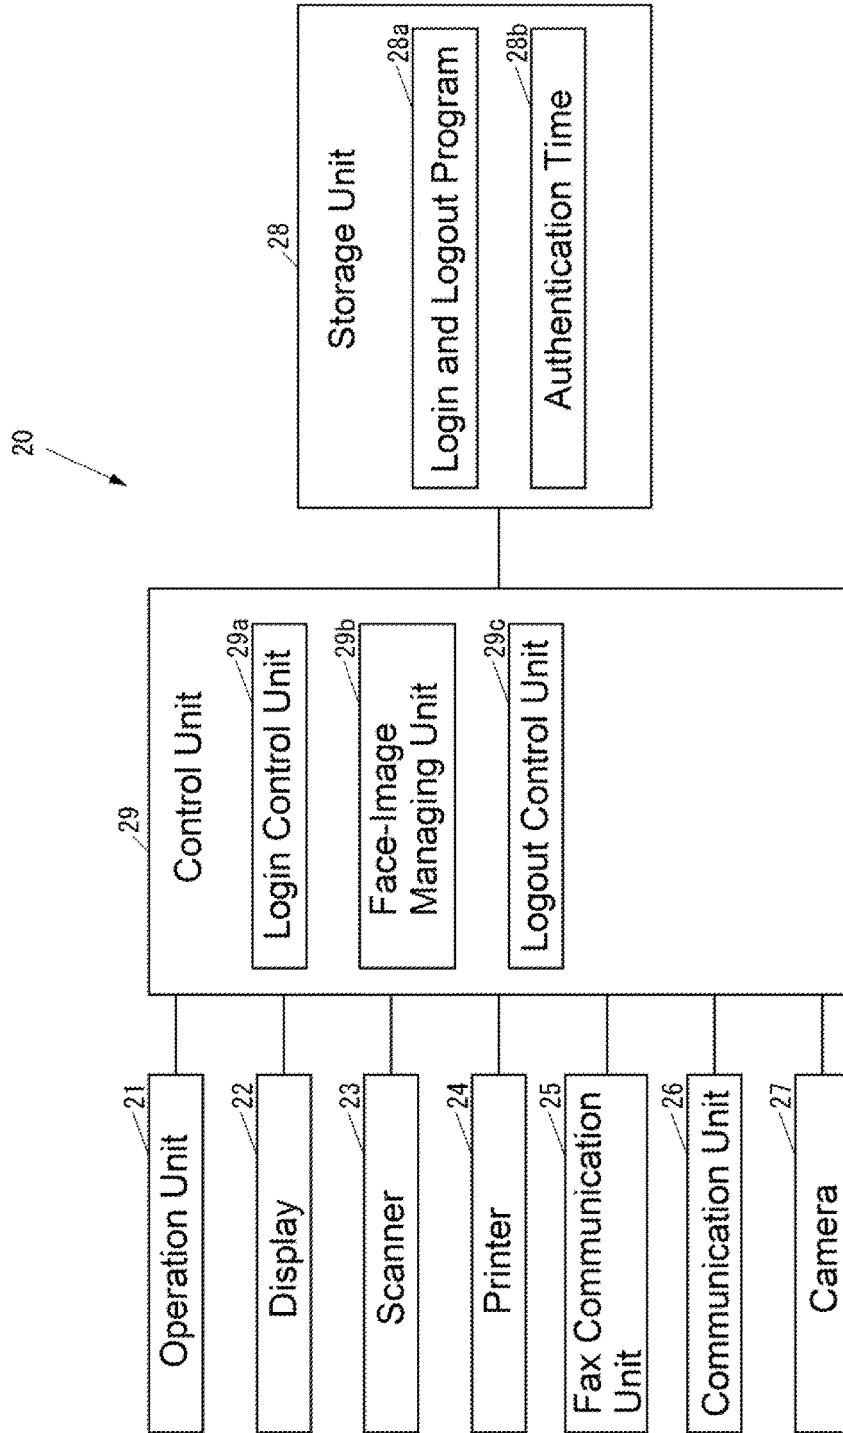 20
21
Operation Unit
22
Display
23
Scanner
24
Printer
25
Fax Communication
Unit
26
Communication Unit
27
Camera
29
Control Unit
29a
Login Control Unit
29b
Face-Image
Managing Unit
29c
Logout Control Unit
28
Storage Unit
28a
Login and Logout Program
28b
Authentication Time